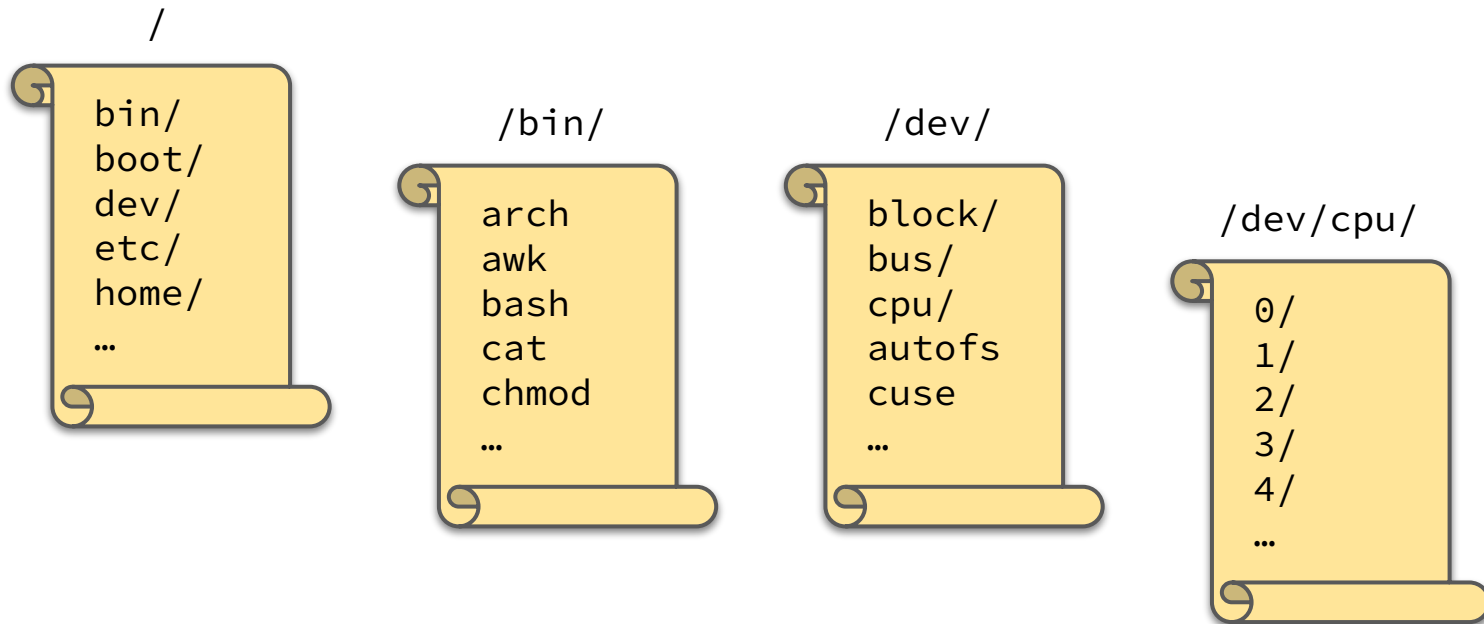 /
bin/
boot/
dev/
etc/
home/
…
/bin/
arch
awk
bash
cat
chmod
…
/dev/
block/
bus/
cpu/
autofs
cuse
…
/dev/cpu/
0/
1/
2/
3/
4/
…